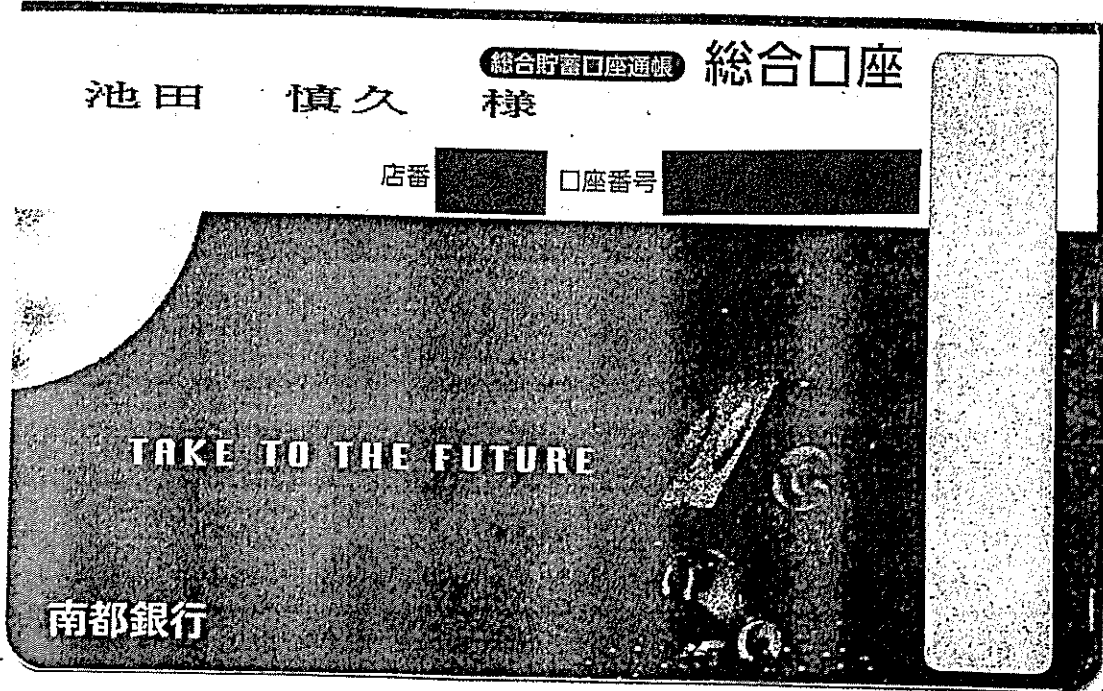 総合貯蓄口座通帳 総合口座
池田 慎久 様
店番 口座番号
TAKE TO THE FUTURE
南都銀行